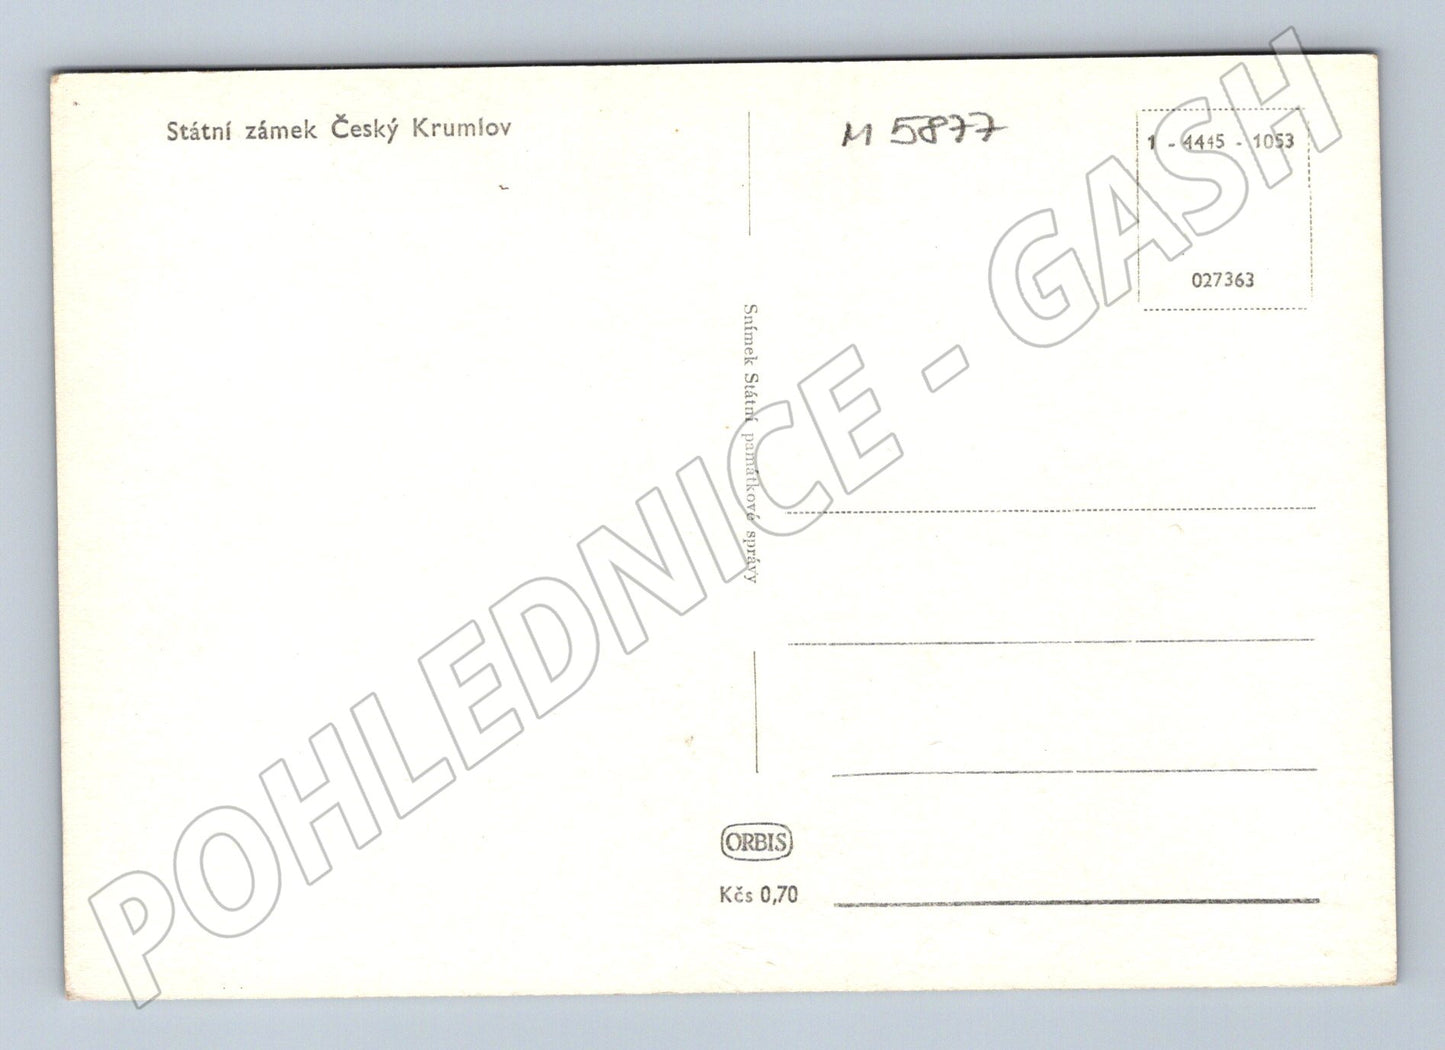 Státní zámek Český Krumlov
M 5877
1 - 4445 - 1053
027363
Snímek Státní památkové správy
ORBIS
Kčs 0,70
POHLEDNICE - GASH